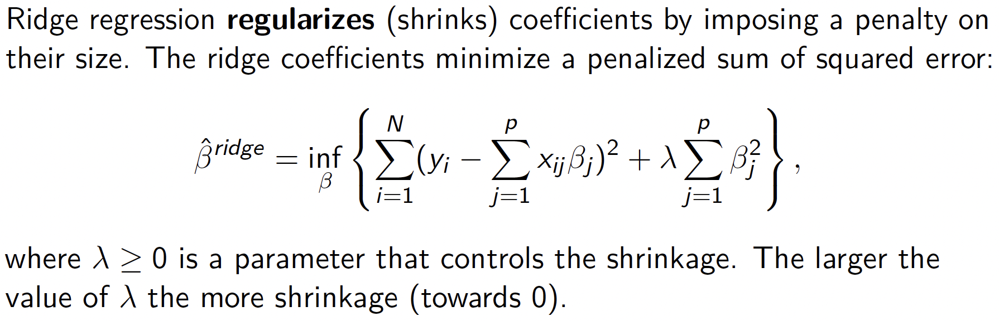 Ridge regression regularizes (shrinks) coefficients by imposing a penalty on
their size. The ridge coefficients minimize a penalized sum of squared error:
$$\hat{\beta}^{ridge} = \inf_{\beta} \left\{ \sum_{i=1}^{N} (y_i - \sum_{j=1}^{p} x_{ij}\beta_j)^2 + \lambda \sum_{j=1}^{p} \beta_j^2 \right\},$$
where λ ≥ 0 is a parameter that controls the shrinkage. The larger the
value of λ the more shrinkage (towards 0).